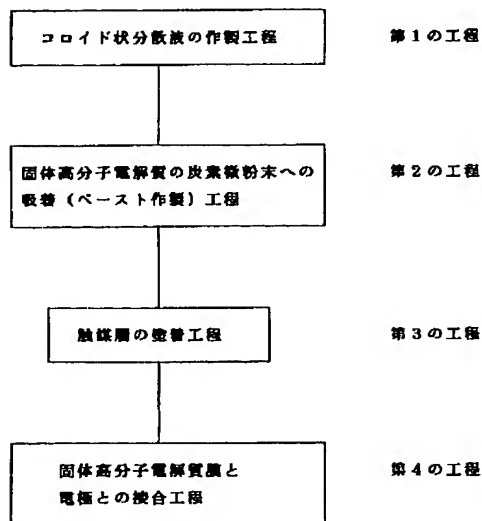 コロイド状分散液の作製工程
第1の工程
固体高分子電解質の炭素微粉末への
吸着(ペースト作製)工程
第2の工程
触媒層の塗着工程
第3の工程
固体高分子電解質膜と
電極との接合工程
第4の工程